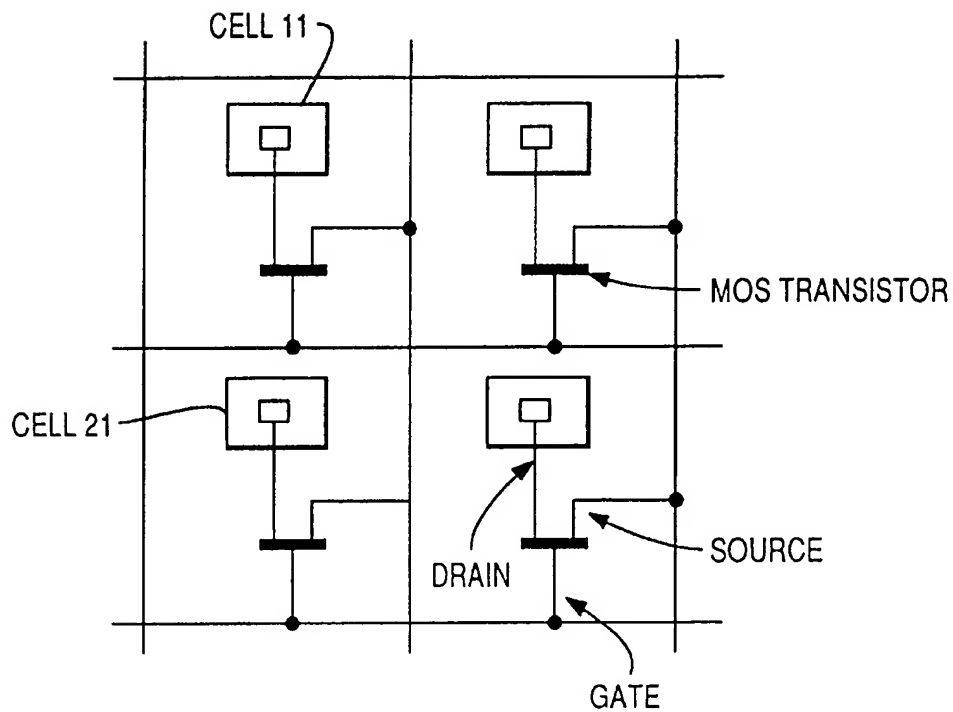 CELL 11
MOS TRANSISTOR
CELL 21
DRAIN
SOURCE
GATE